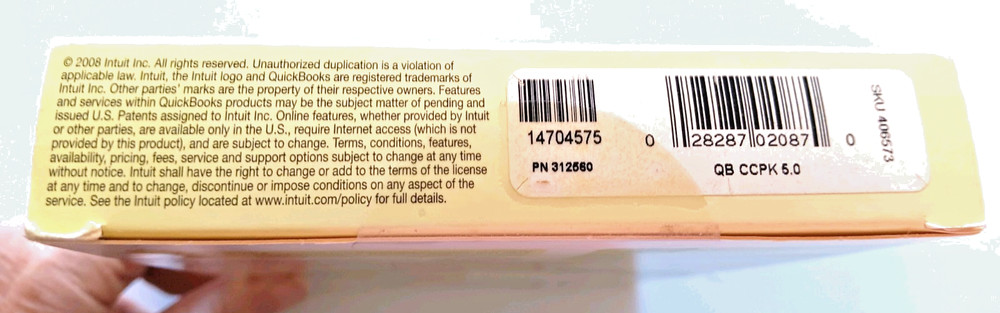 © 2008 Intuit Inc. All rights reserved. Unauthorized duplication is a violation of
applicable law. Intuit, the Intuit logo and QuickBooks are registered trademarks of
Intuit Inc. Other parties' marks are the property of their respective owners. Features
and services within QuickBooks products may be the subject matter of pending and
issued U.S. Patents assigned to Intuit Inc. Online features, whether provided by Intuit
or other parties, are available only in the U.S., require Internet access (which is not
provided by this product), and are subject to change. Terms, conditions, features,
availability, pricing, fees, service and support options subject to change at any time
without notice. Intuit shall have the right to change or add to the terms of the license
at any time and to change, discontinue or impose conditions on any aspect of the
service. See the Intuit policy located at www.intuit.com/policy for full details.
14704575
PN 312560
0 28287 02087 0
QB CCPK 5.0
SKU 406573